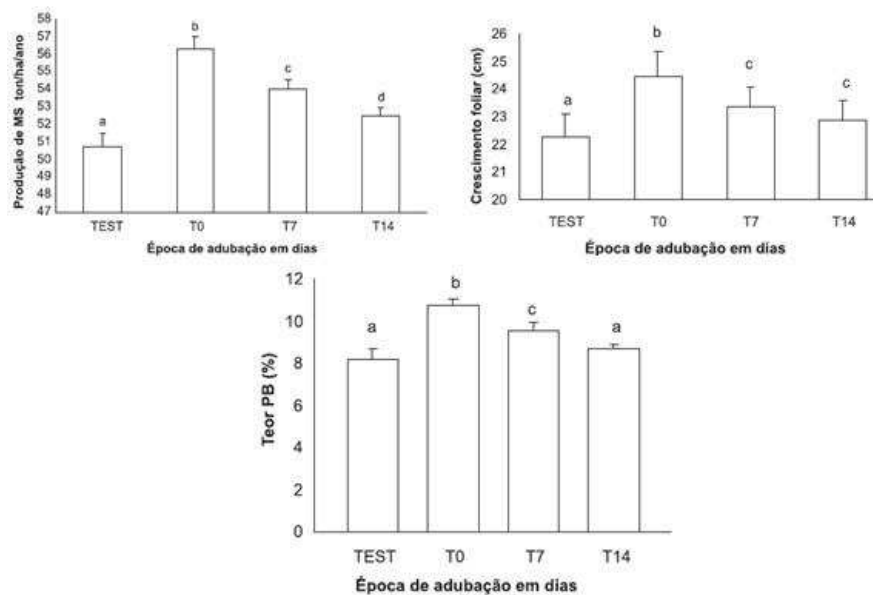 Produção de MS ton/ha/ano
58
57
56
55
54
53
52
51
50
49
48
47
b
c
d
a
TEST T0 T7 T14
Época de adubação em dias
Crescimento foliar (cm)
26
25
24
23
22
21
20
b
c
c
a
TEST T0 T7 T14
Época de adubação em dias
Teor PB (%)
12
10
8
6
4
2
0
b
c
a
a
TEST T0 T7 T14
Época de adubação em dias